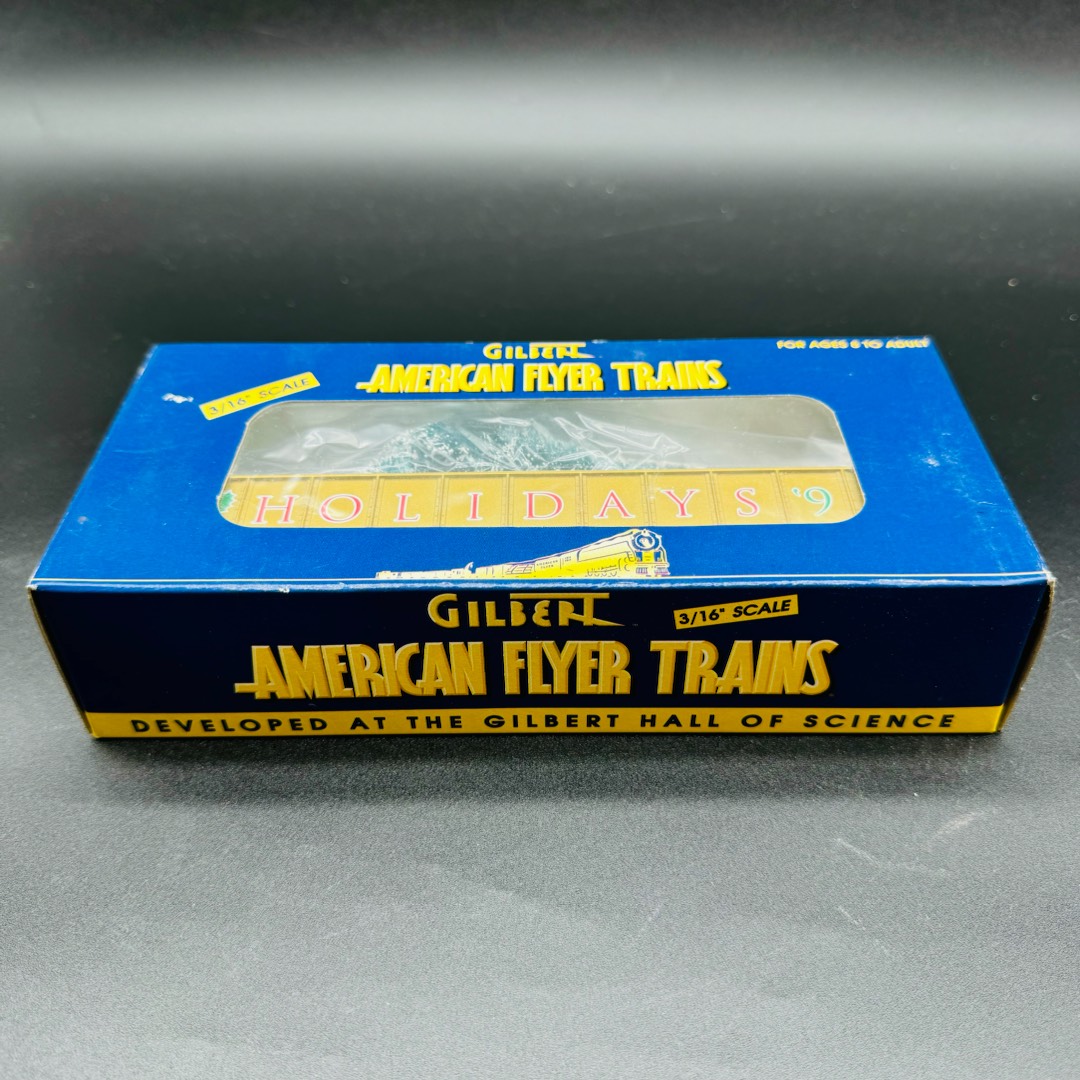 GILBERT
AMERICAN FLYER TRAINS
FOR AGES 6 TO ADULT
3/16" SCALE
HOLIDAYS '9
GILBERT
3/16" SCALE
AMERICAN FLYER TRAINS
DEVELOPED AT THE GILBERT HALL OF SCIENCE